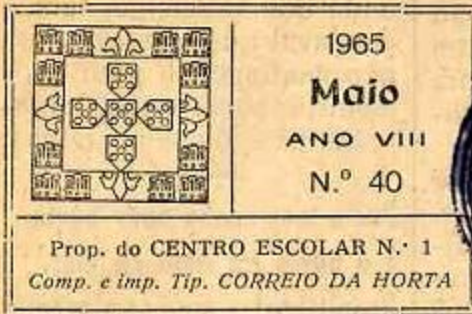 1965
Maio
ANO VIII
N.º 40
Prop. do CENTRO ESCOLAR N.º 1
Comp. e imp. Tip. CORREIO DA HORTA